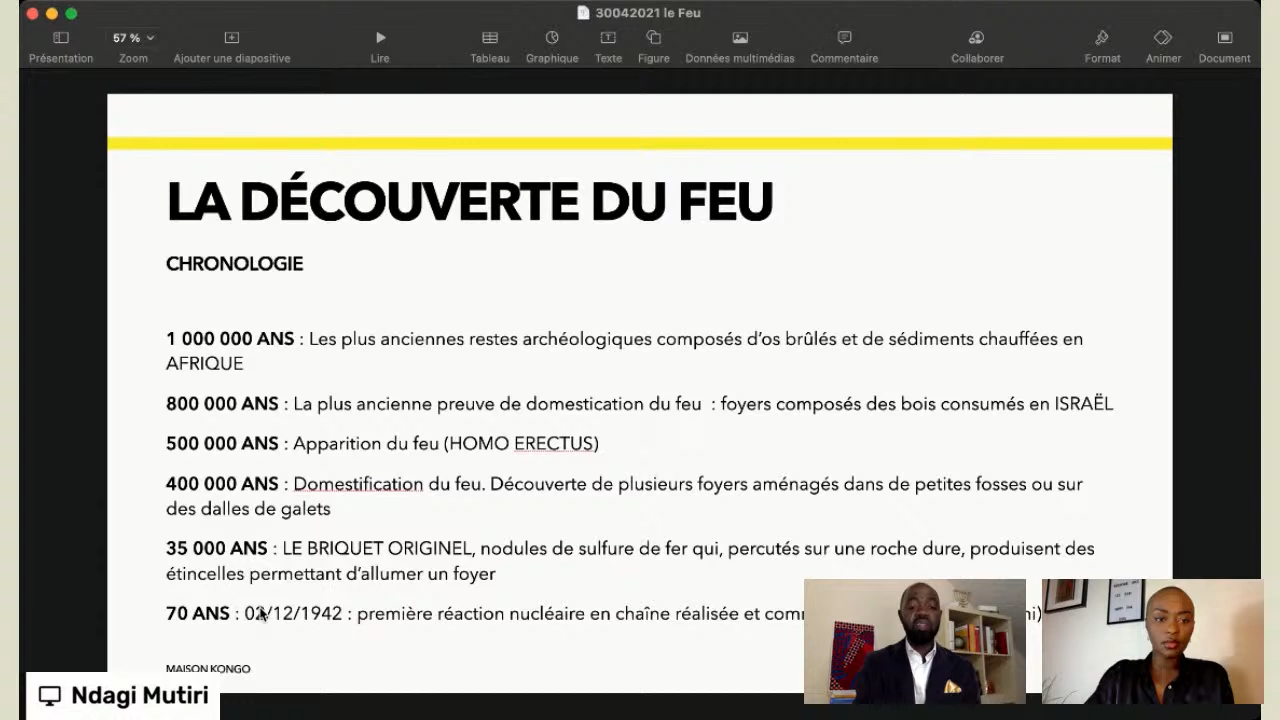 30042021 le Feu
57 %
Présentation
Zoom
Ajouter une diapositive
Lire
Tableau
Graphique
Texte
Figure
Données multimédias
Commentaire
Collaborer
Format
Animer
Document
LA DÉCOUVERTE DU FEU
CHRONOLOGIE
1 000 000 ANS : Les plus anciennes restes archéologiques composés d’os brûlés et de sédiments chauffées en
AFRIQUE
800 000 ANS : La plus ancienne preuve de domestication du feu : foyers composés des bois consumés en ISRAËL
500 000 ANS : Apparition du feu (HOMO ERECTUS)
400 000 ANS : Domestification du feu. Découverte de plusieurs foyers aménagés dans de petites fosses ou sur
des dalles de galets
35 000 ANS : LE BRIQUET ORIGINEL, nodules de sulfure de fer qui, percutés sur une roche dure, produisent des
étincelles permettant d’allumer un foyer
70 ANS : 02/12/1942 : première réaction nucléaire en chaîne réalisée et
MAISON KONGO
Ndagi Mutiri